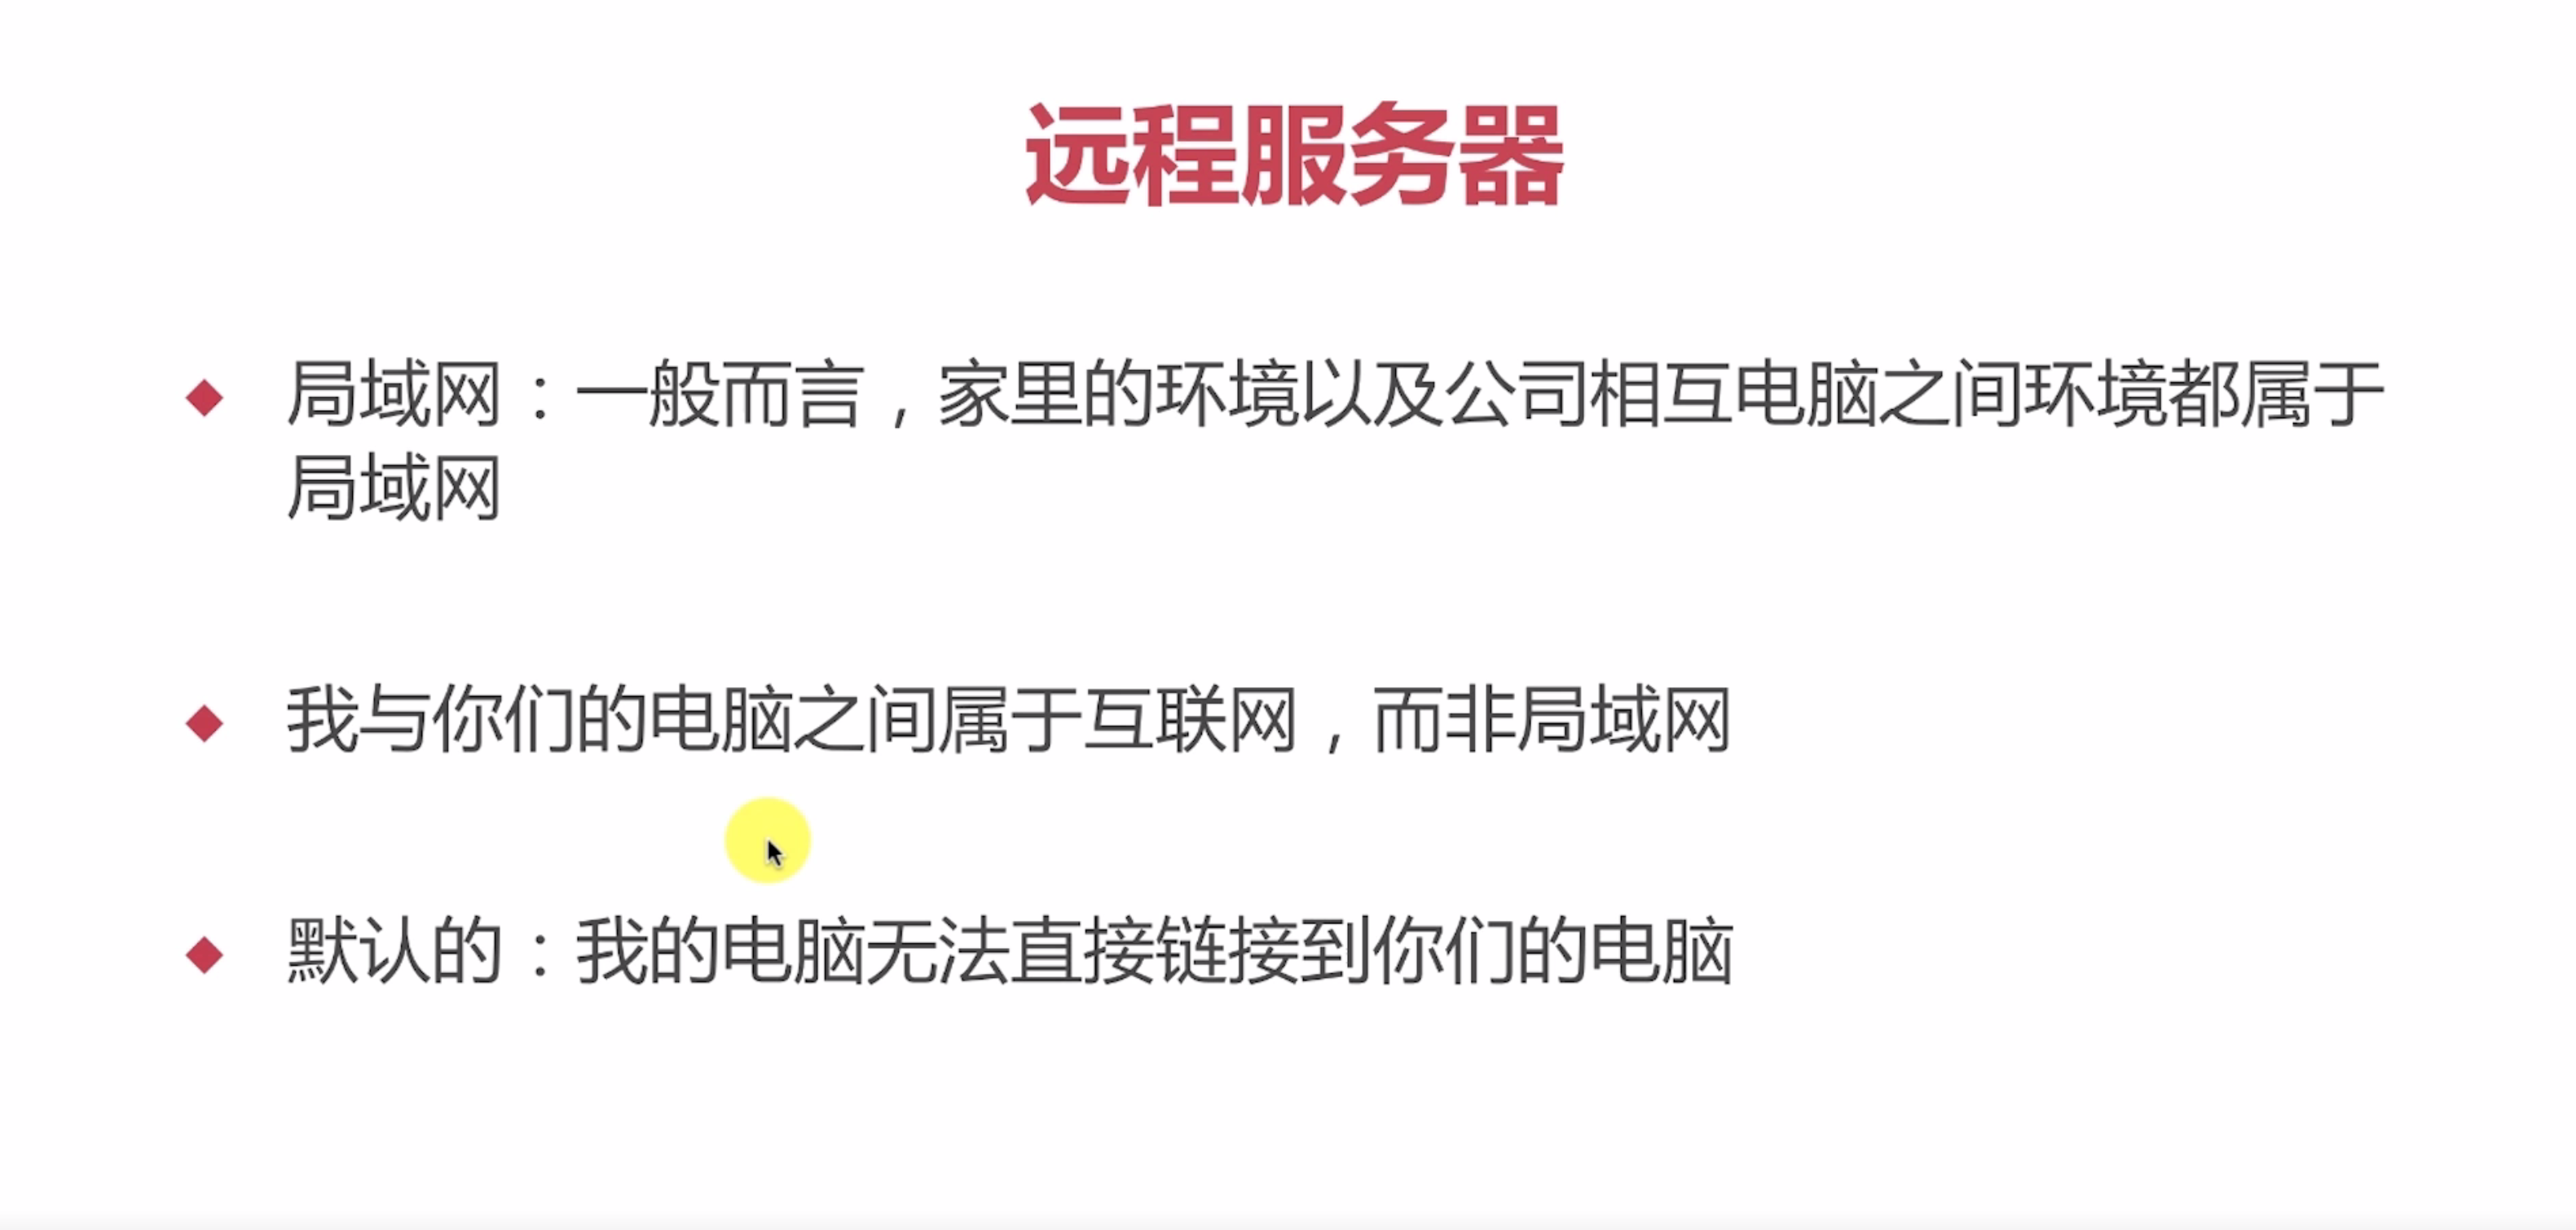 远程服务器
局域网：一般而言，家里的环境以及公司相互电脑之间环境都属于
局域网
我与你们的电脑之间属于互联网，而非局域网
默认的：我的电脑无法直接链接到你们的电脑